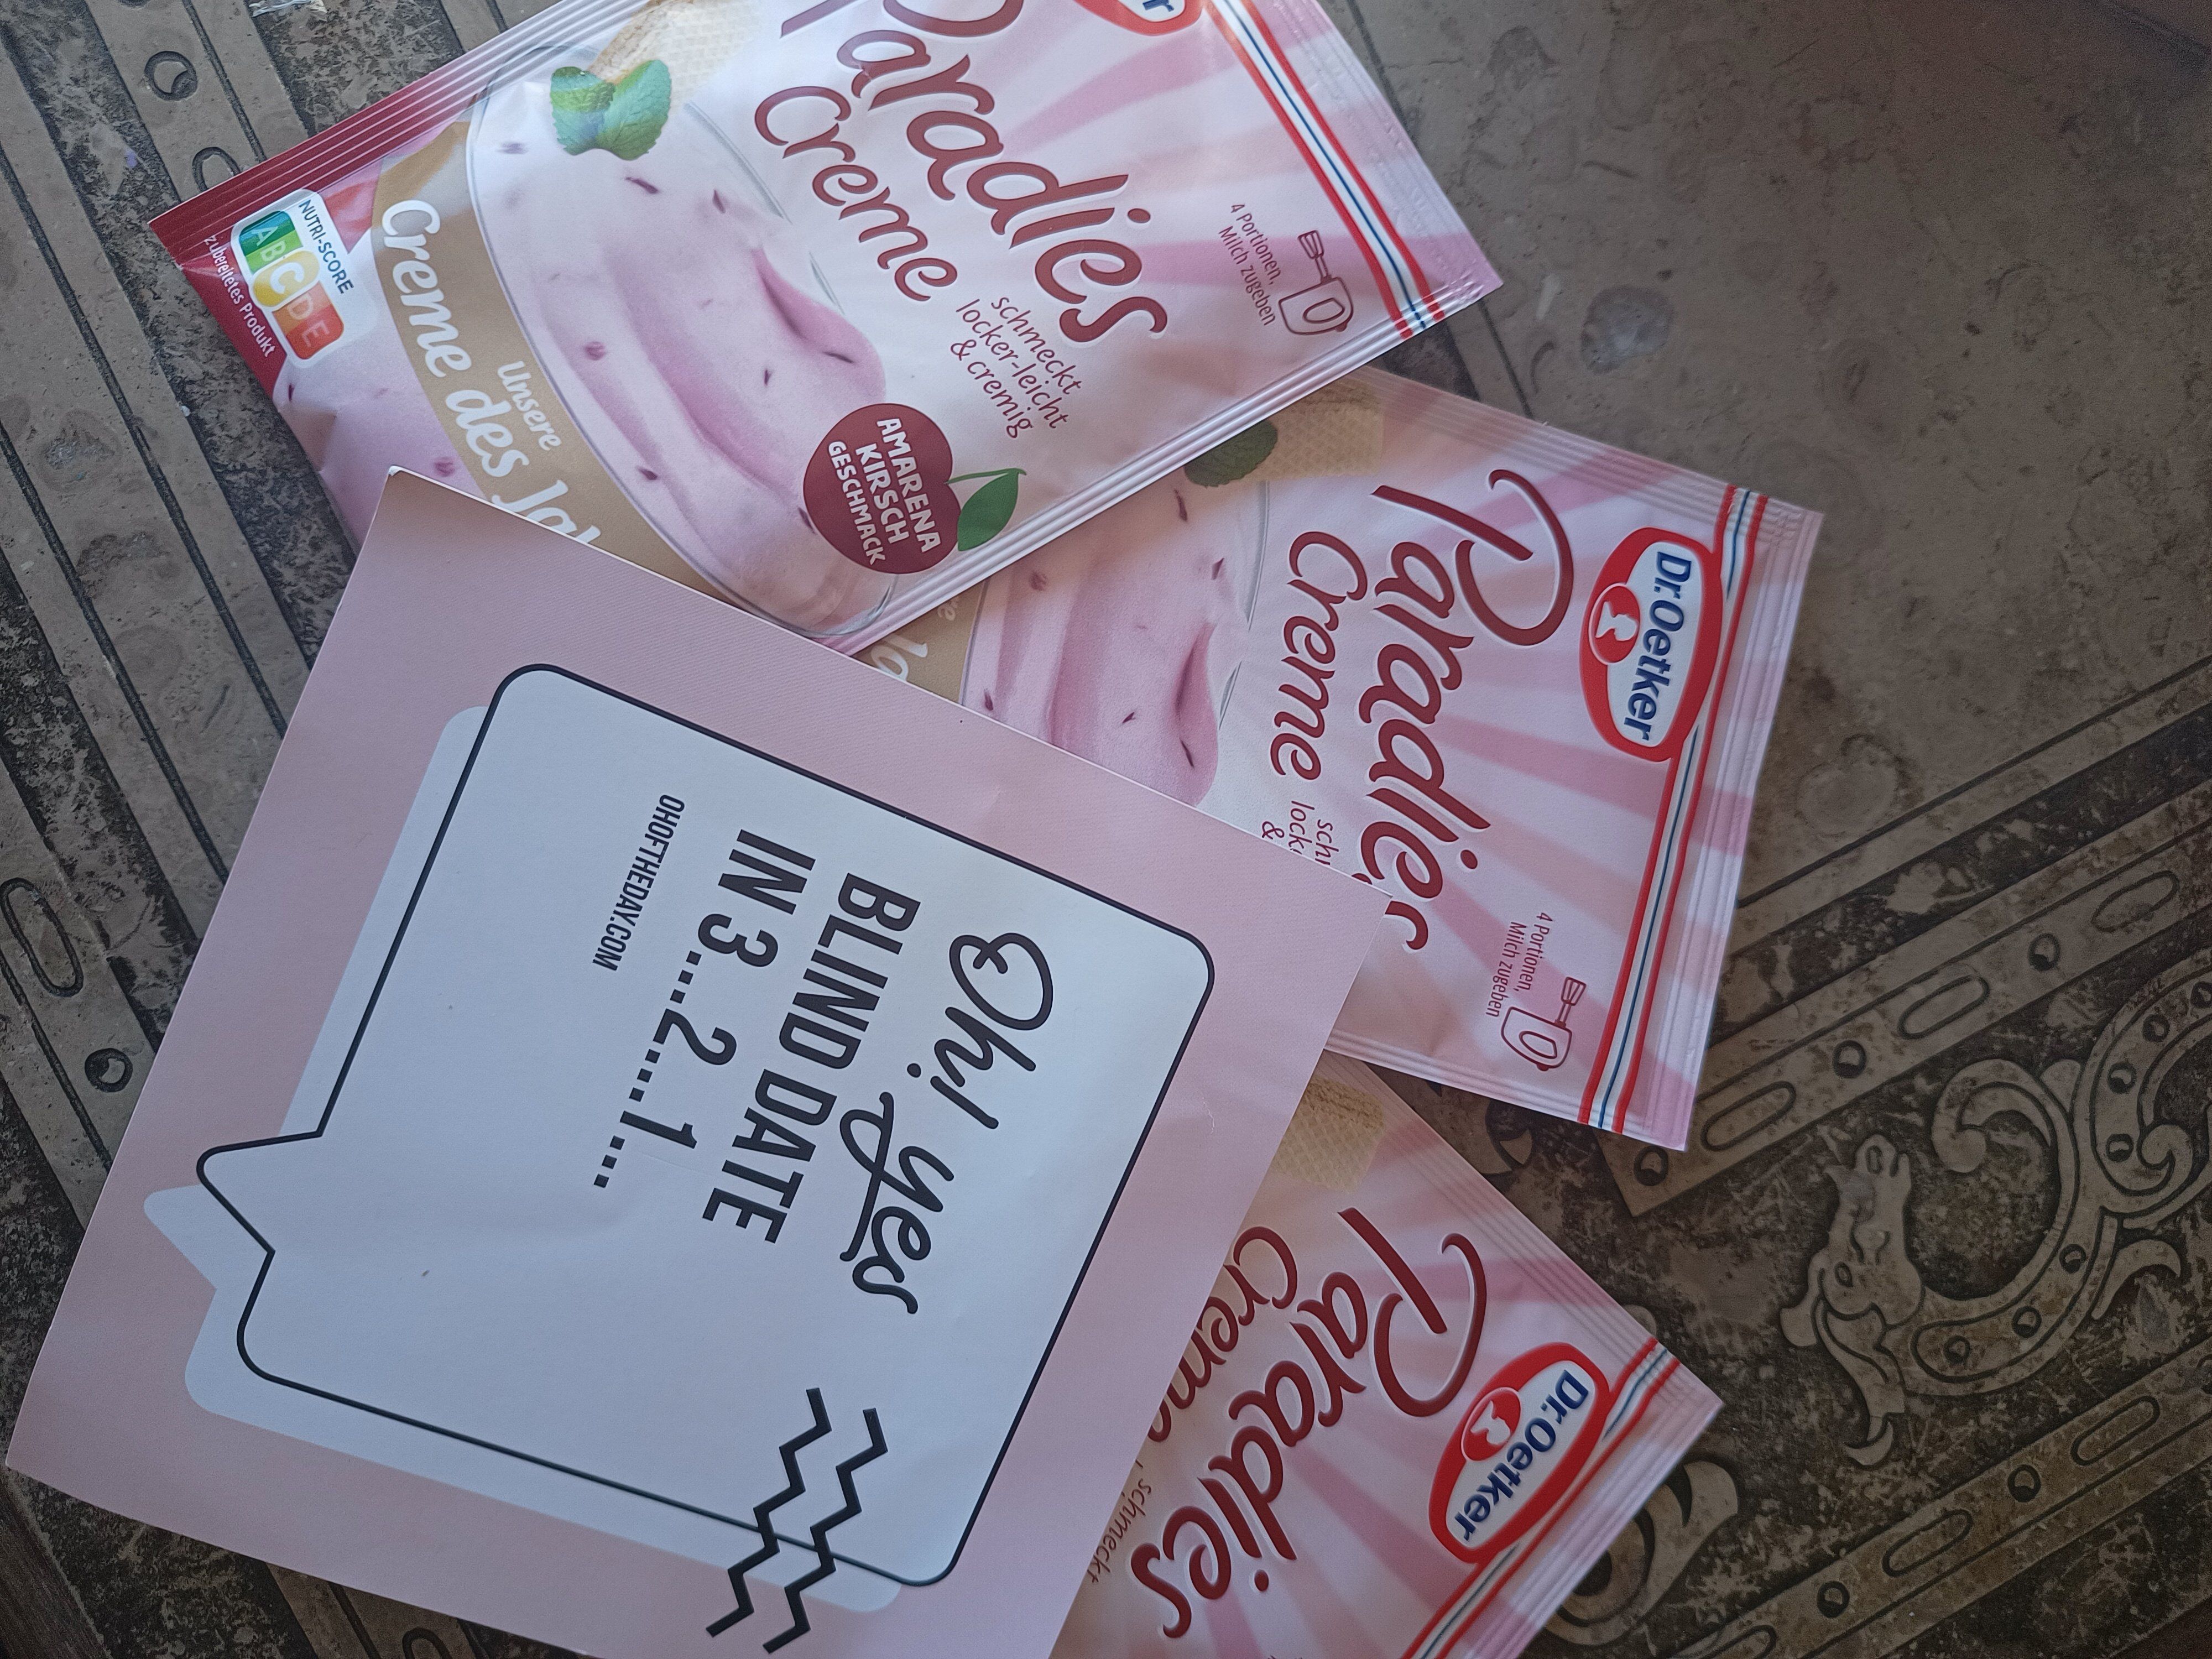 Paradies
Creme
schmeckt
locker-leicht
& cremig
4 Portionen,
Milch zugeben
AMARENA
KIRSCH
GESCHMACK
Unsere
Creme des
NUTRI-SCORE
A B C D E
zubereitetes Produkt
Dr. Oetker
Paradies
Creme
4 Portionen,
Milch zugeben
Oh! yes
BLIND DATE
IN 3...2...1...
OHOFTHEDAY.COM
Dr. Oetker
Paradies
schmeckt